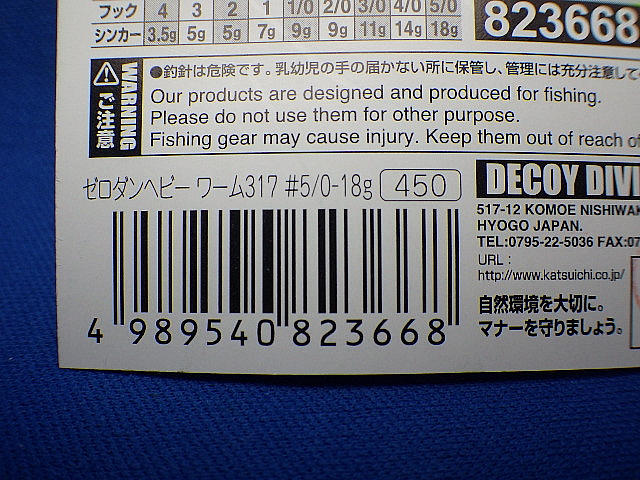 フック 4 3 2 1 1/0 2/0 3/0 4/0 5/0
シンカー 3.5g 5g 5g 7g 9g 9g 11g 14g 18g
823668
WARNING
ご注意
●釣針は危険です。乳幼児の手の届かない所に保管し、管理には充分注意して
Our products are designed and produced for fishing.
Please do not use them for other purpose.
Fishing gear may cause injury. Keep them out of reach of
ゼロダンヘビー ワーム317 #5/0-18g 450
4 989540 823668
DECOY DIVI
517-12 KOMOE NISHIWA
HYOGO JAPAN.
TEL:0795-22-5036 FAX:07
URL:
http://www.katsuichi.co.jp/
自然環境を大切に。
マナーを守りましょう。